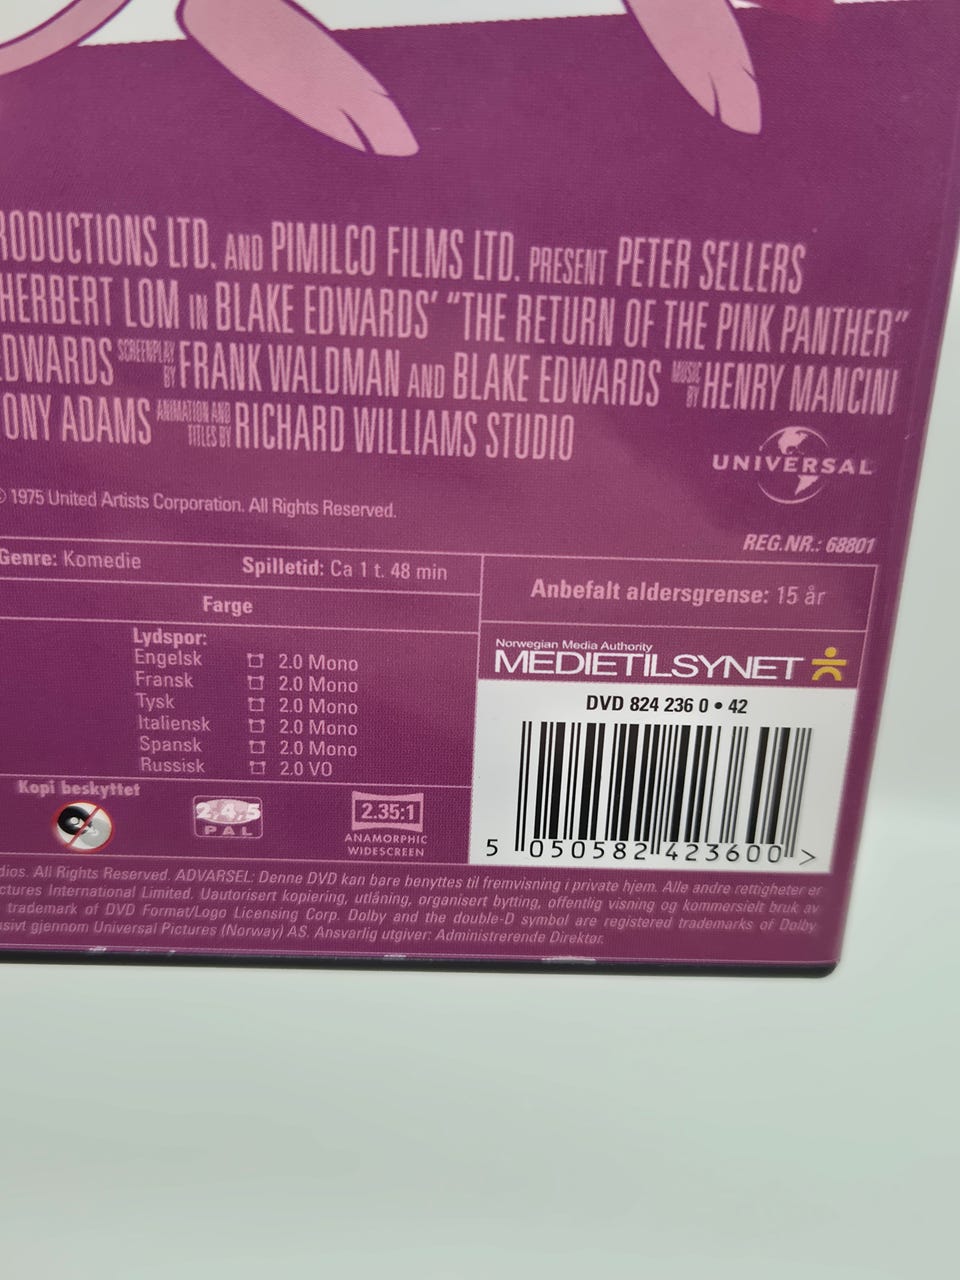 RODUCTIONS LTD. AND PIMILCO FILMS LTD. PRESENT PETER SELLERS
HERBERT LOM IN BLAKE EDWARDS' "THE RETURN OF THE PINK PANTHER"
EDWARDS SCREENPLAY BY FRANK WALDMAN AND BLAKE EDWARDS MUSIC BY HENRY MANCINI
ONY ADAMS ANIMATION AND TITLES BY RICHARD WILLIAMS STUDIO
UNIVERSAL
© 1975 United Artists Corporation. All Rights Reserved.
REG.NR.: 68801
Genre: Komedie Spilletid: Ca 1 t. 48 min
Anbefalt aldersgrense: 15 år
Farge
Lydspor:
Engelsk 2.0 Mono
Fransk 2.0 Mono
Tysk 2.0 Mono
Italiensk 2.0 Mono
Spansk 2.0 Mono
Russisk 2.0 VO
Norwegian Media Authority
MEDIETILSYNET
DVD 824 236 0 • 42
5 050582 423600 >
Kopi beskyttet
2,4,5
PAL
2.35:1
ANAMORPHIC
WIDESCREEN
dios. All Rights Reserved. ADVARSEL: Denne DVD kan bare benyttes til fremvisning i private hjem. Alle andre rettigheter er
ctures International Limited. Uautorisert kopiering, utlåning, organisert bytting, offentlig visning og kommersielt bruk av
trademark of DVD Format/Logo Licensing Corp. Dolby and the double-D symbol are registered trademarks of Dolby
usivt gjennom Universal Pictures (Norway) AS. Ansvarlig utgiver: Administrerende Direktør.